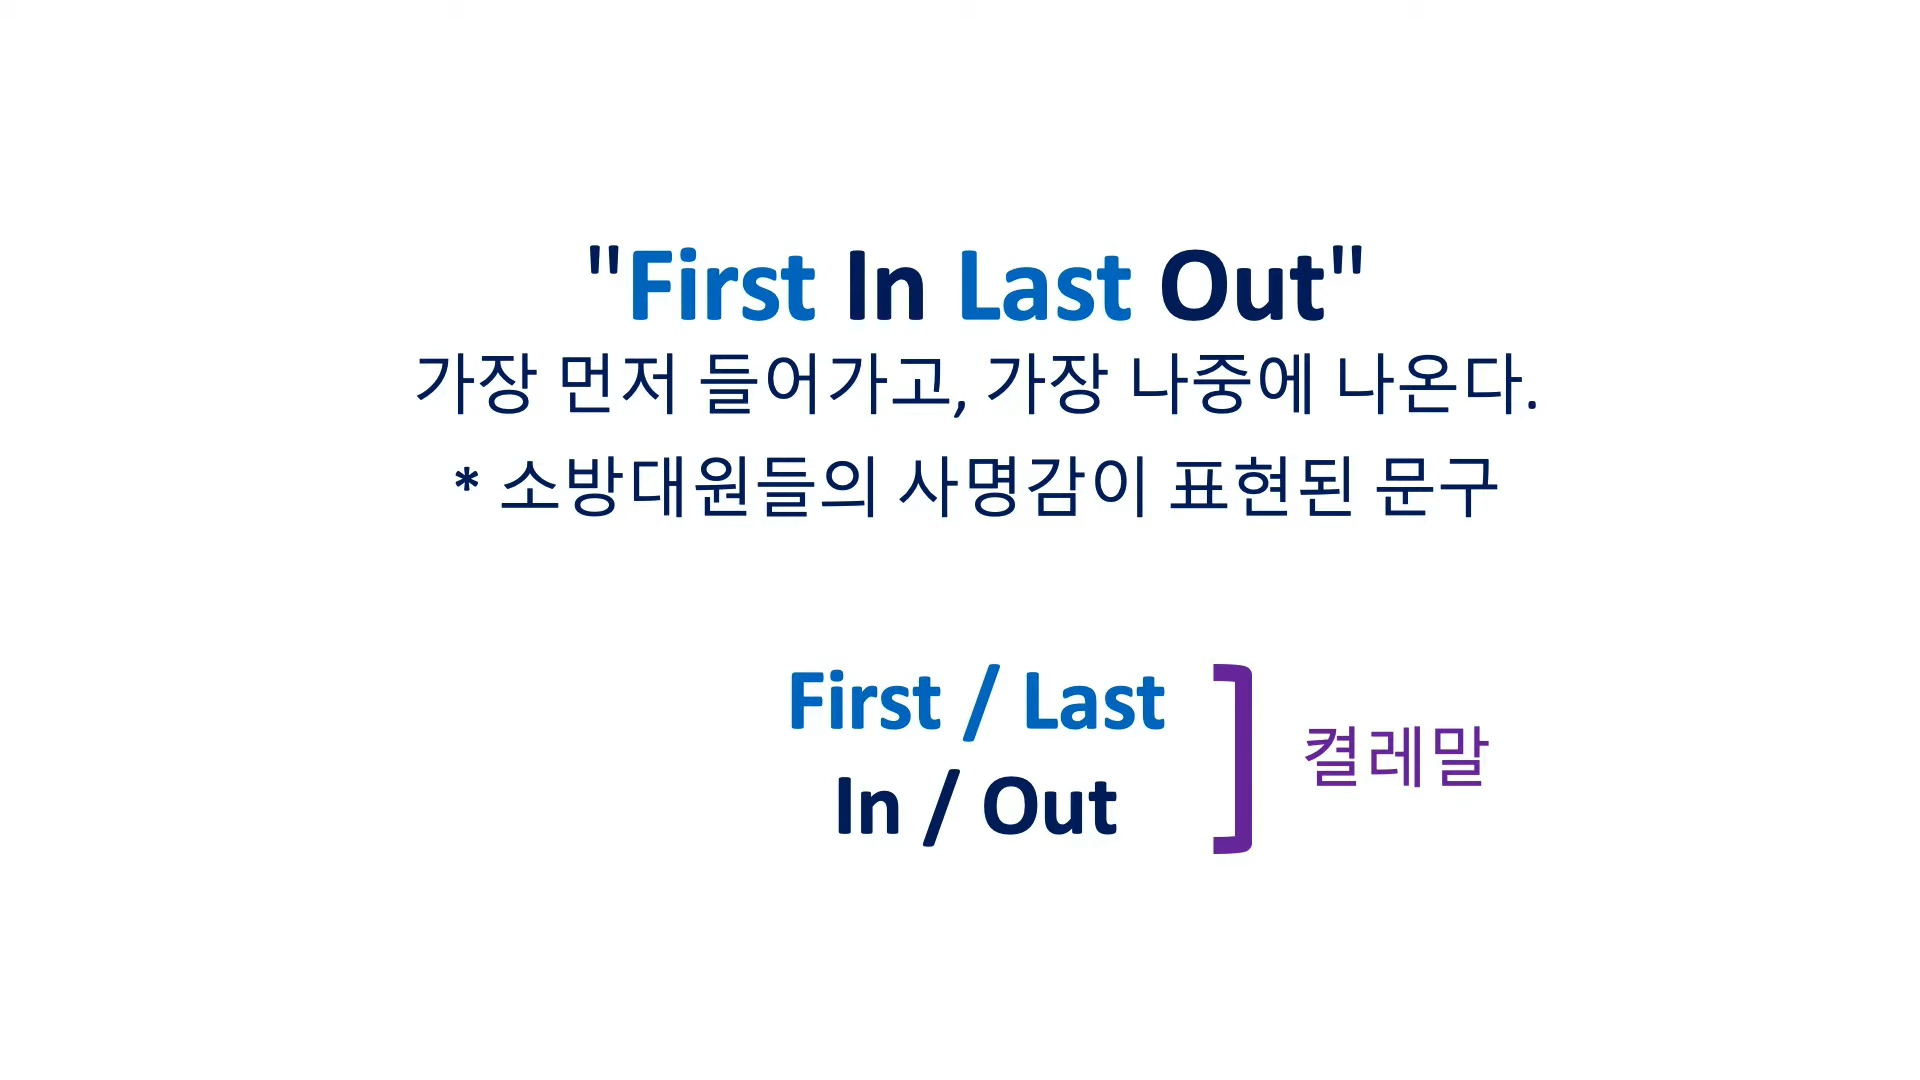 "First In Last Out"
가장 먼저 들어가고, 가장 나중에 나온다.
* 소방대원들의 사명감이 표현된 문구
First / Last
In / Out
켤레말